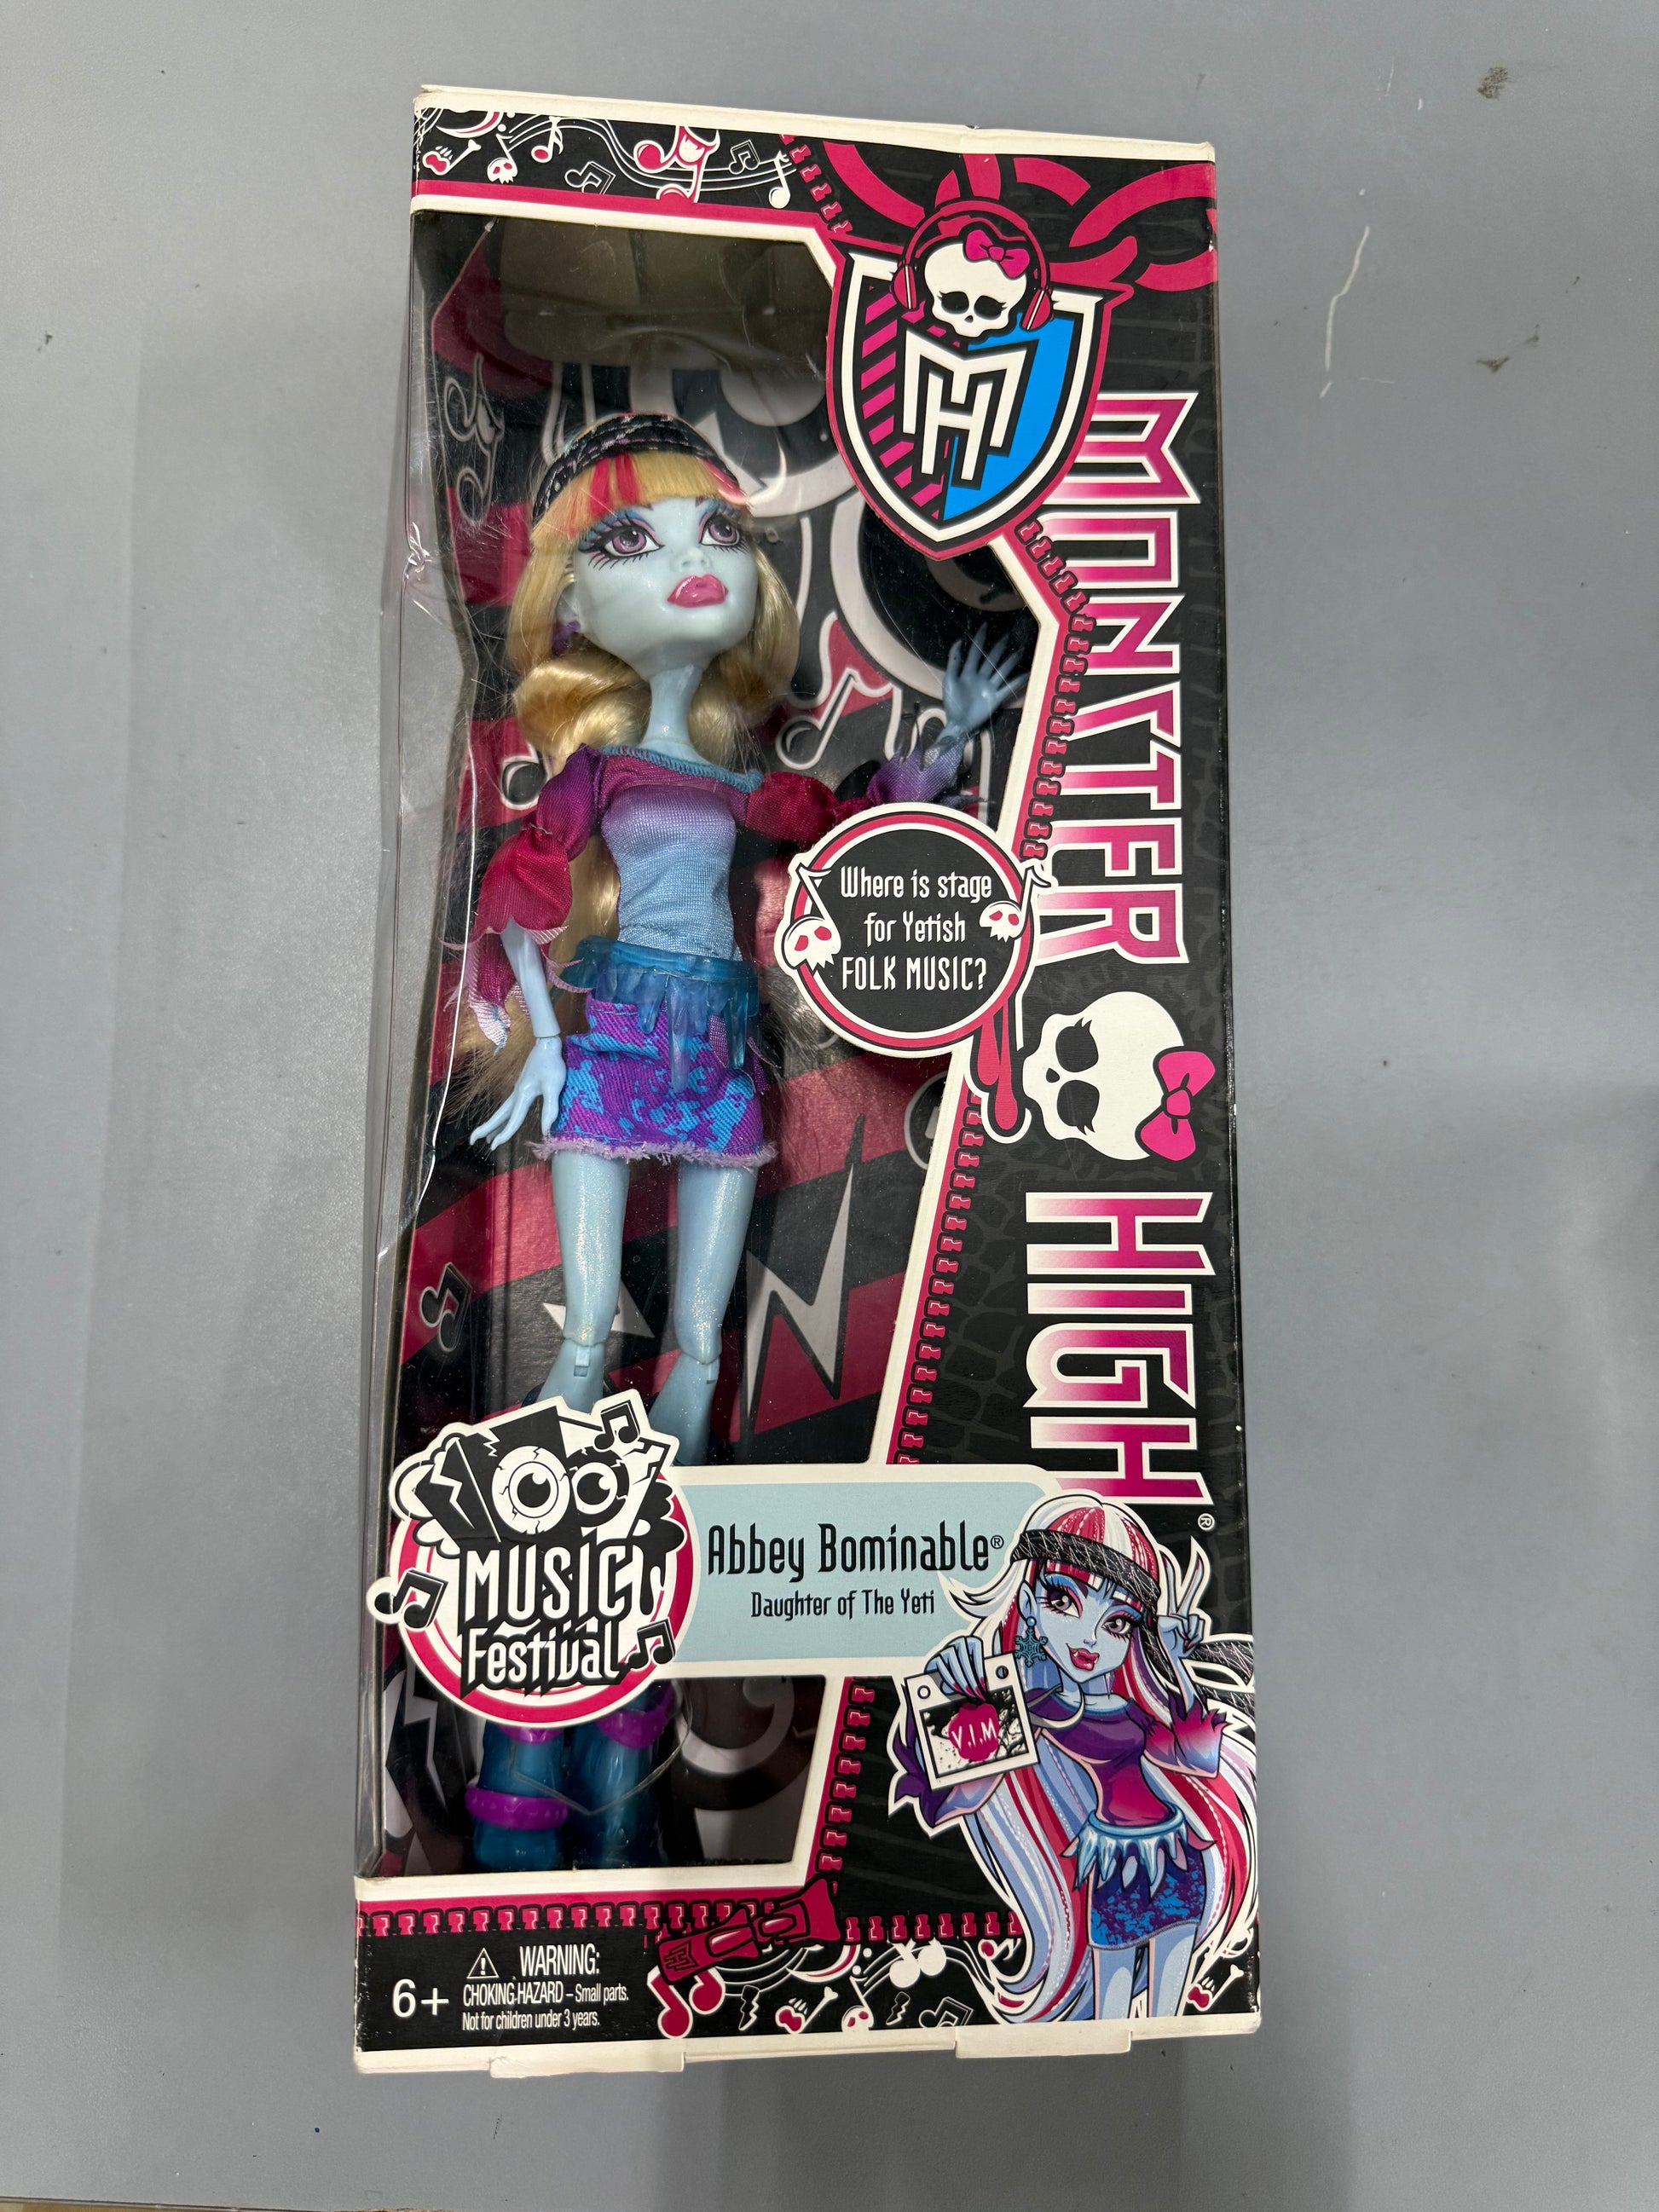 MH
MONSTER HIGH®
Where is stage
for Yetish
FOLK MUSIC?
MUSIC
Festival
Abbey Bominable®
Daughter of The Yeti
V.I.M
6+
WARNING:
CHOKING HAZARD – Small parts.
Not for children under 3 years.